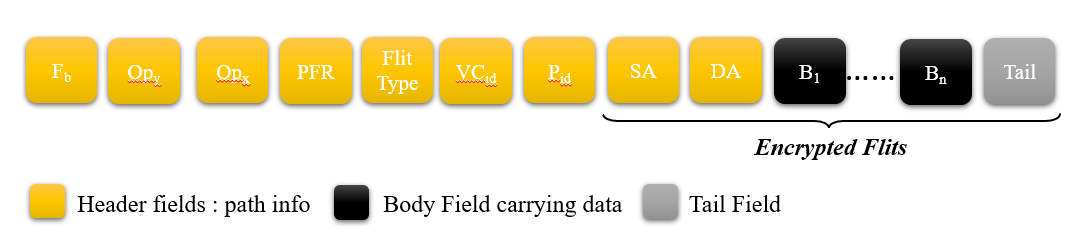 F_b Op_y Op_x PFR Flit Type VC_id P_id SA DA B_1 ...... B_n Tail
Encrypted Flits
Header fields : path info Body Field carrying data Tail Field